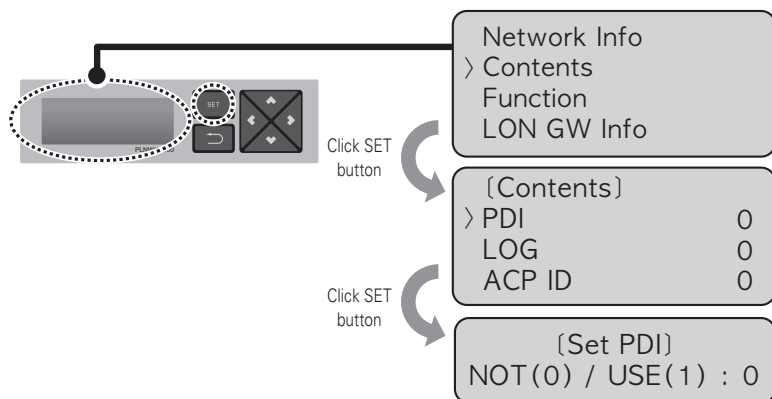 Network Info
〉Contents
Function
LON GW Info
SET
Click SET
button
〔Contents〕
〉PDI 0
LOG 0
ACP ID 0
Click SET
button
〔Set PDI〕
NOT(0) / USE(1) : 0